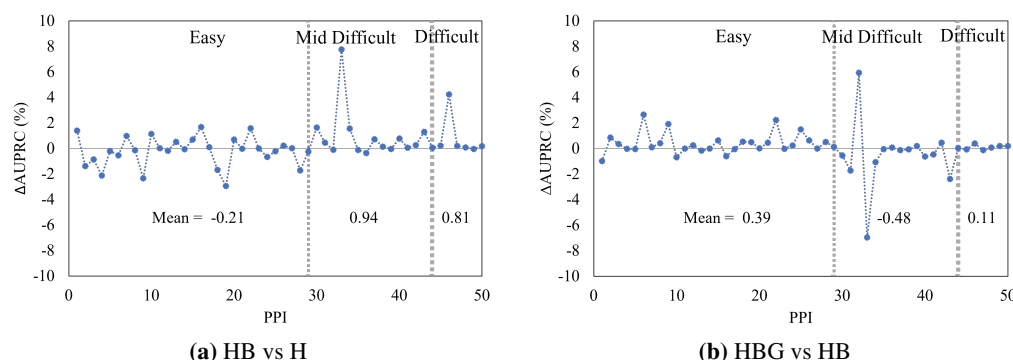 10
8
6
4
2
0
-2
-4
-6
-8
-10
ΔAUPRC (%)
Easy
Mid Difficult
Difficult
Mean = -0.21
0.94
0.81
0 10 20 30 40 50
PPI
(a) HB vs H
10
8
6
4
2
0
-2
-4
-6
-8
-10
ΔAUPRC (%)
Easy
Mid Difficult
Difficult
Mean = 0.39
-0.48
0.11
0 10 20 30 40 50
PPI
(b) HBG vs HB